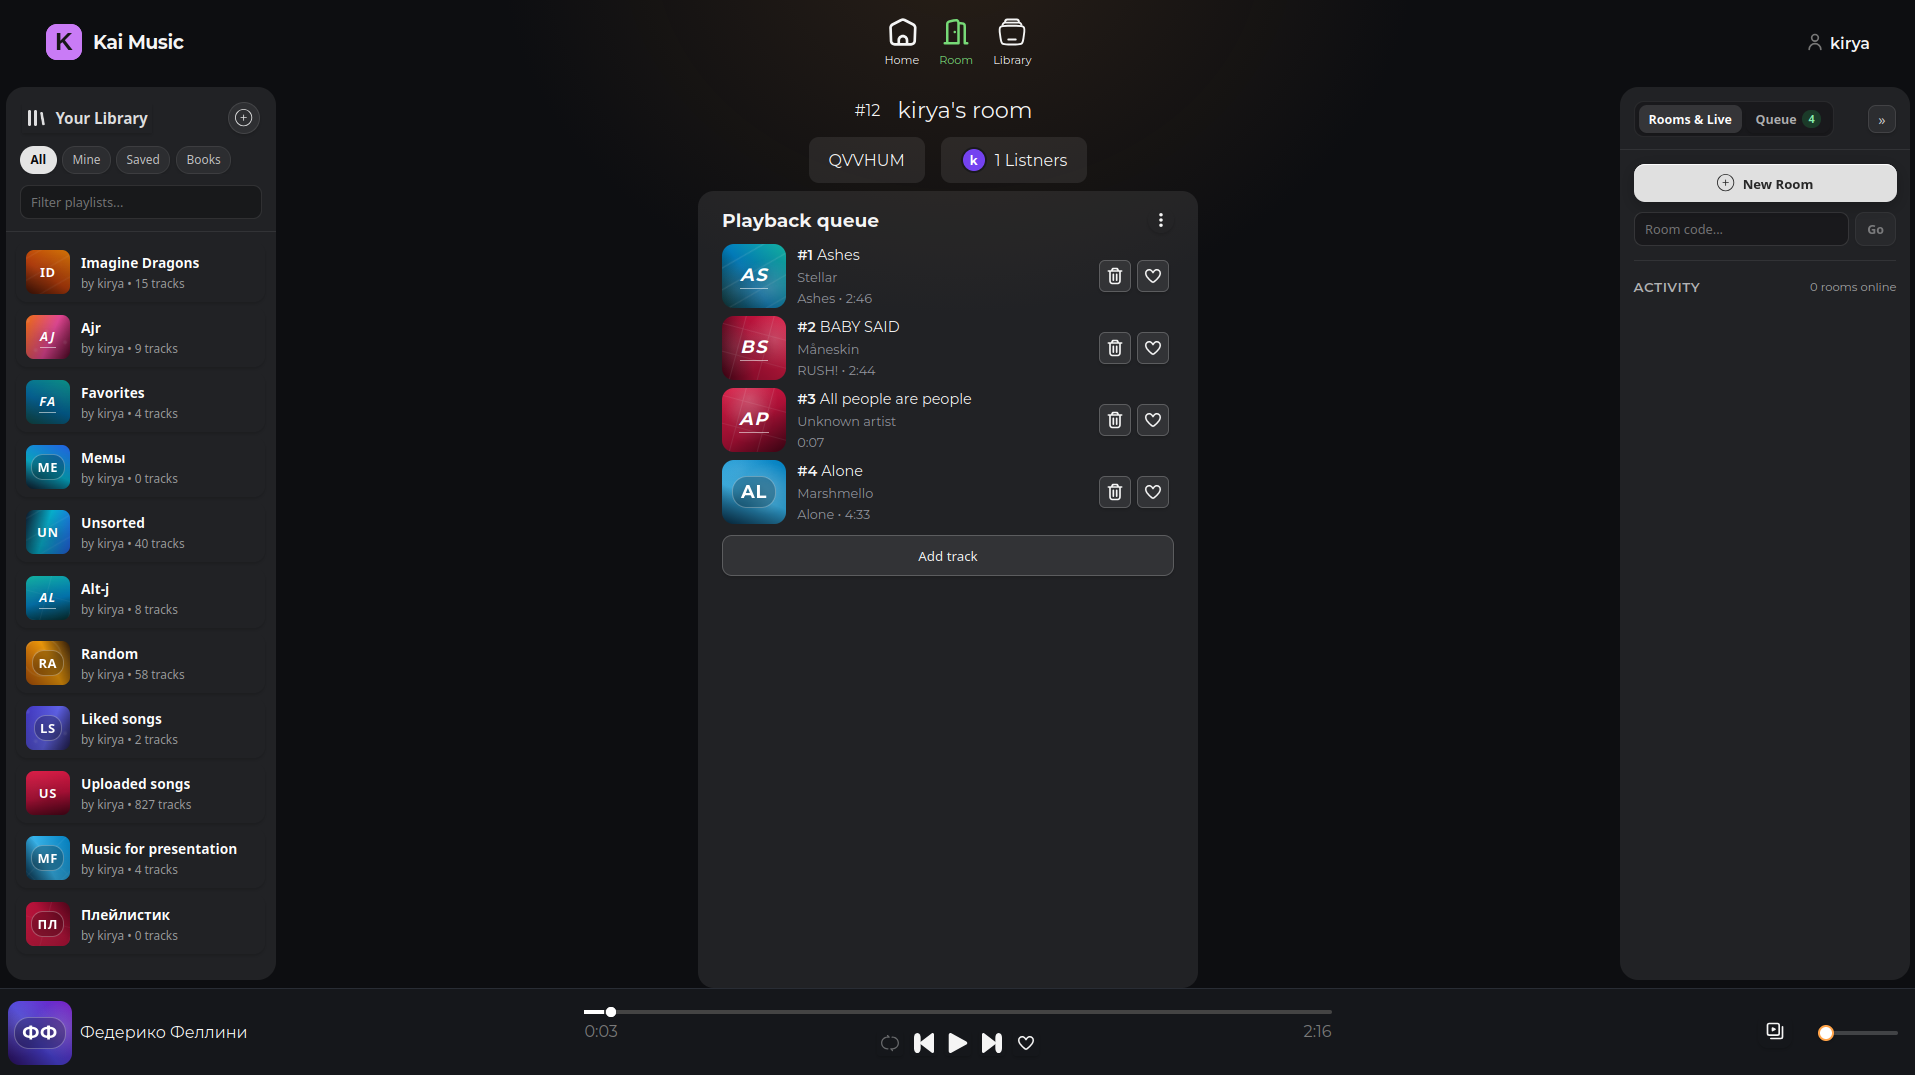 K Kai Music
Home
Room
Library
kirya
Your Library
All
Mine
Saved
Books
Filter playlists...
ID
Imagine Dragons
by kirya • 15 tracks
AJ
Ajr
by kirya • 9 tracks
FA
Favorites
by kirya • 4 tracks
ME
Мемы
by kirya • 0 tracks
UN
Unsorted
by kirya • 40 tracks
AL
Alt-j
by kirya • 8 tracks
RA
Random
by kirya • 58 tracks
LS
Liked songs
by kirya • 2 tracks
US
Uploaded songs
by kirya • 827 tracks
MF
Music for presentation
by kirya • 4 tracks
ПЛ
Плейлистик
by kirya • 0 tracks
#12 kirya's room
QVVHUM
k 1 Listners
Playback queue
AS
#1 Ashes
Stellar
Ashes • 2:46
BS
#2 BABY SAID
Måneskin
RUSH! • 2:44
AP
#3 All people are people
Unknown artist
0:07
AL
#4 Alone
Marshmello
Alone • 4:33
Add track
Rooms & Live
Queue 4
»
New Room
Room code...
Go
ACTIVITY
0 rooms online
ФФ
Федерико Феллини
0:03
2:16